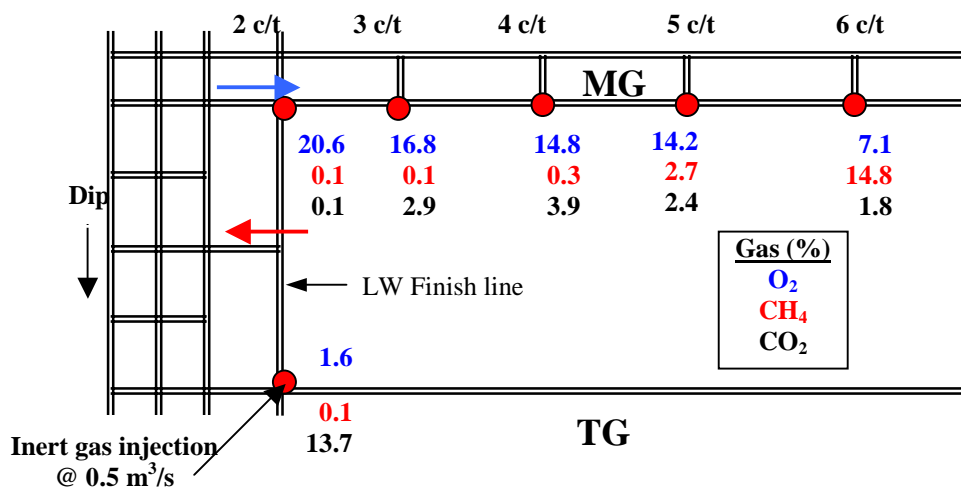 2 c/t 3 c/t 4 c/t 5 c/t 6 c/t
MG
20.6 16.8 14.8 14.2 7.1
0.1 0.1 0.3 2.7 14.8
0.1 2.9 3.9 2.4 1.8
Dip
Gas (%)
O₂
CH₄
CO₂
LW Finish line
1.6
0.1
13.7
TG
Inert gas injection
@ 0.5 m³/s